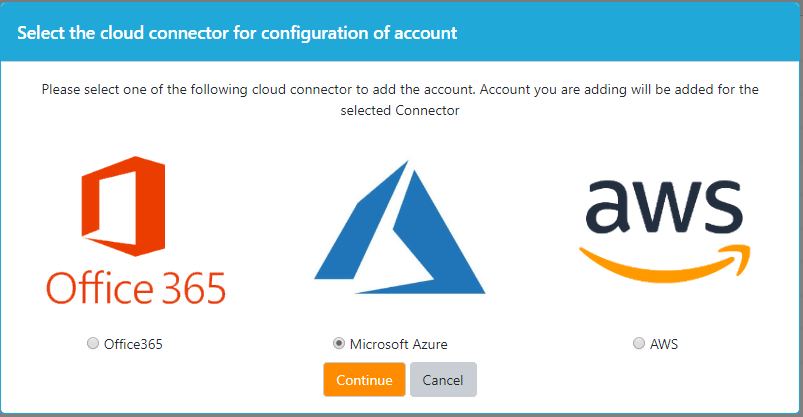 Select the cloud connector for configuration of account
Please select one of the following cloud connector to add the account. Account you are adding will be added for the
selected Connector
Office 365
aws
Office365
Microsoft Azure
AWS
Continue
Cancel